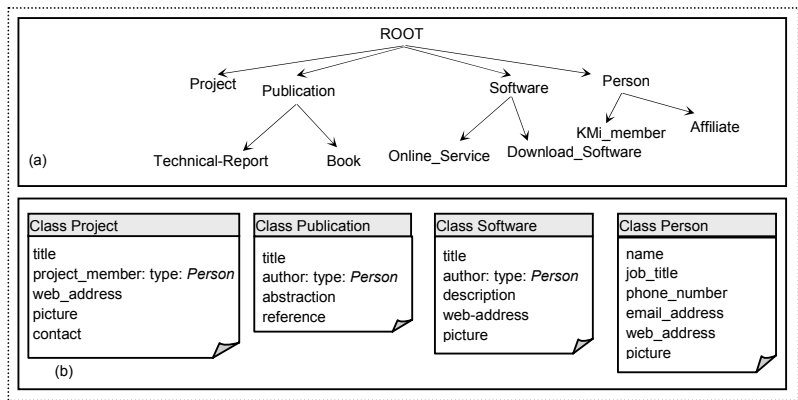 ROOT
Project
Publication
Software
Person
Technical-Report
Book
Online_Service
Download_Software
KMi_member
Affiliate
(a)
Class Project
title
project_member: type: Person
web_address
picture
contact
Class Publication
title
author: type: Person
abstraction
reference
Class Software
title
author: type: Person
description
web-address
picture
Class Person
name
job_title
phone_number
email_address
web_address
picture
(b)